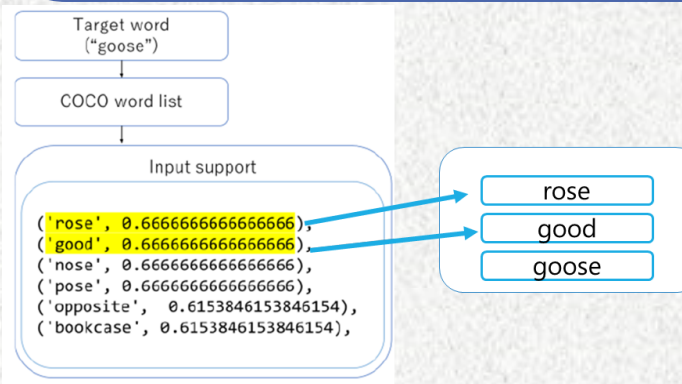 Target word
(“goose”)
COCO word list
Input support
('rose', 0.6666666666666666),
('good', 0.6666666666666666),
('nose', 0.6666666666666666),
('pose', 0.6666666666666666),
('opposite', 0.6153846153846154),
('bookcase', 0.6153846153846154),
rose
good
goose